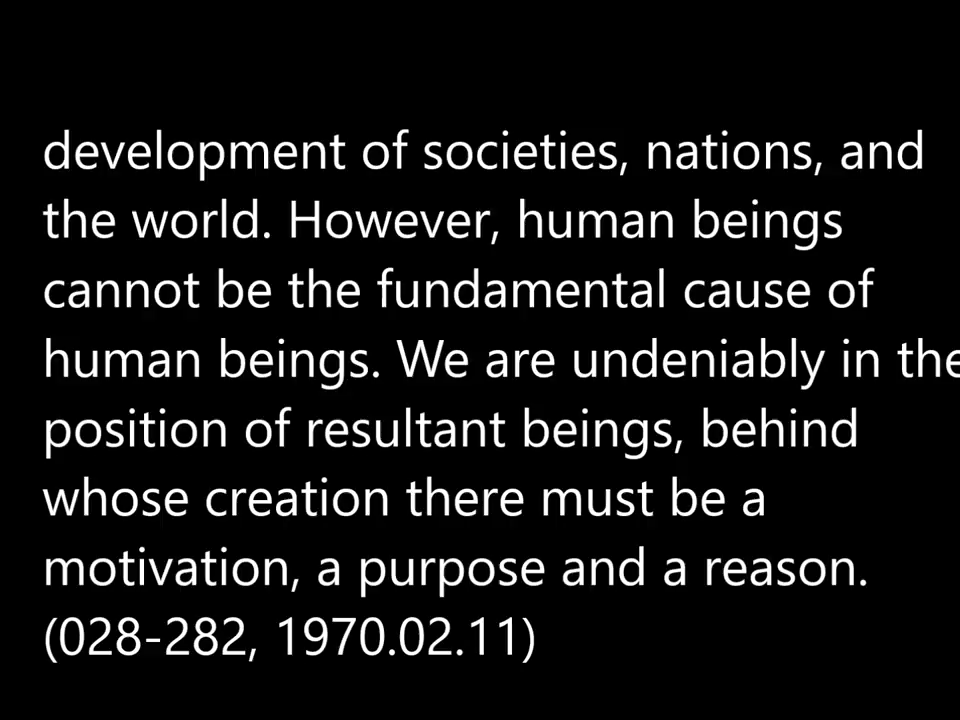 development of societies, nations, and
the world. However, human beings
cannot be the fundamental cause of
human beings. We are undeniably in the
position of resultant beings, behind
whose creation there must be a
motivation, a purpose and a reason.
(028-282, 1970.02.11)